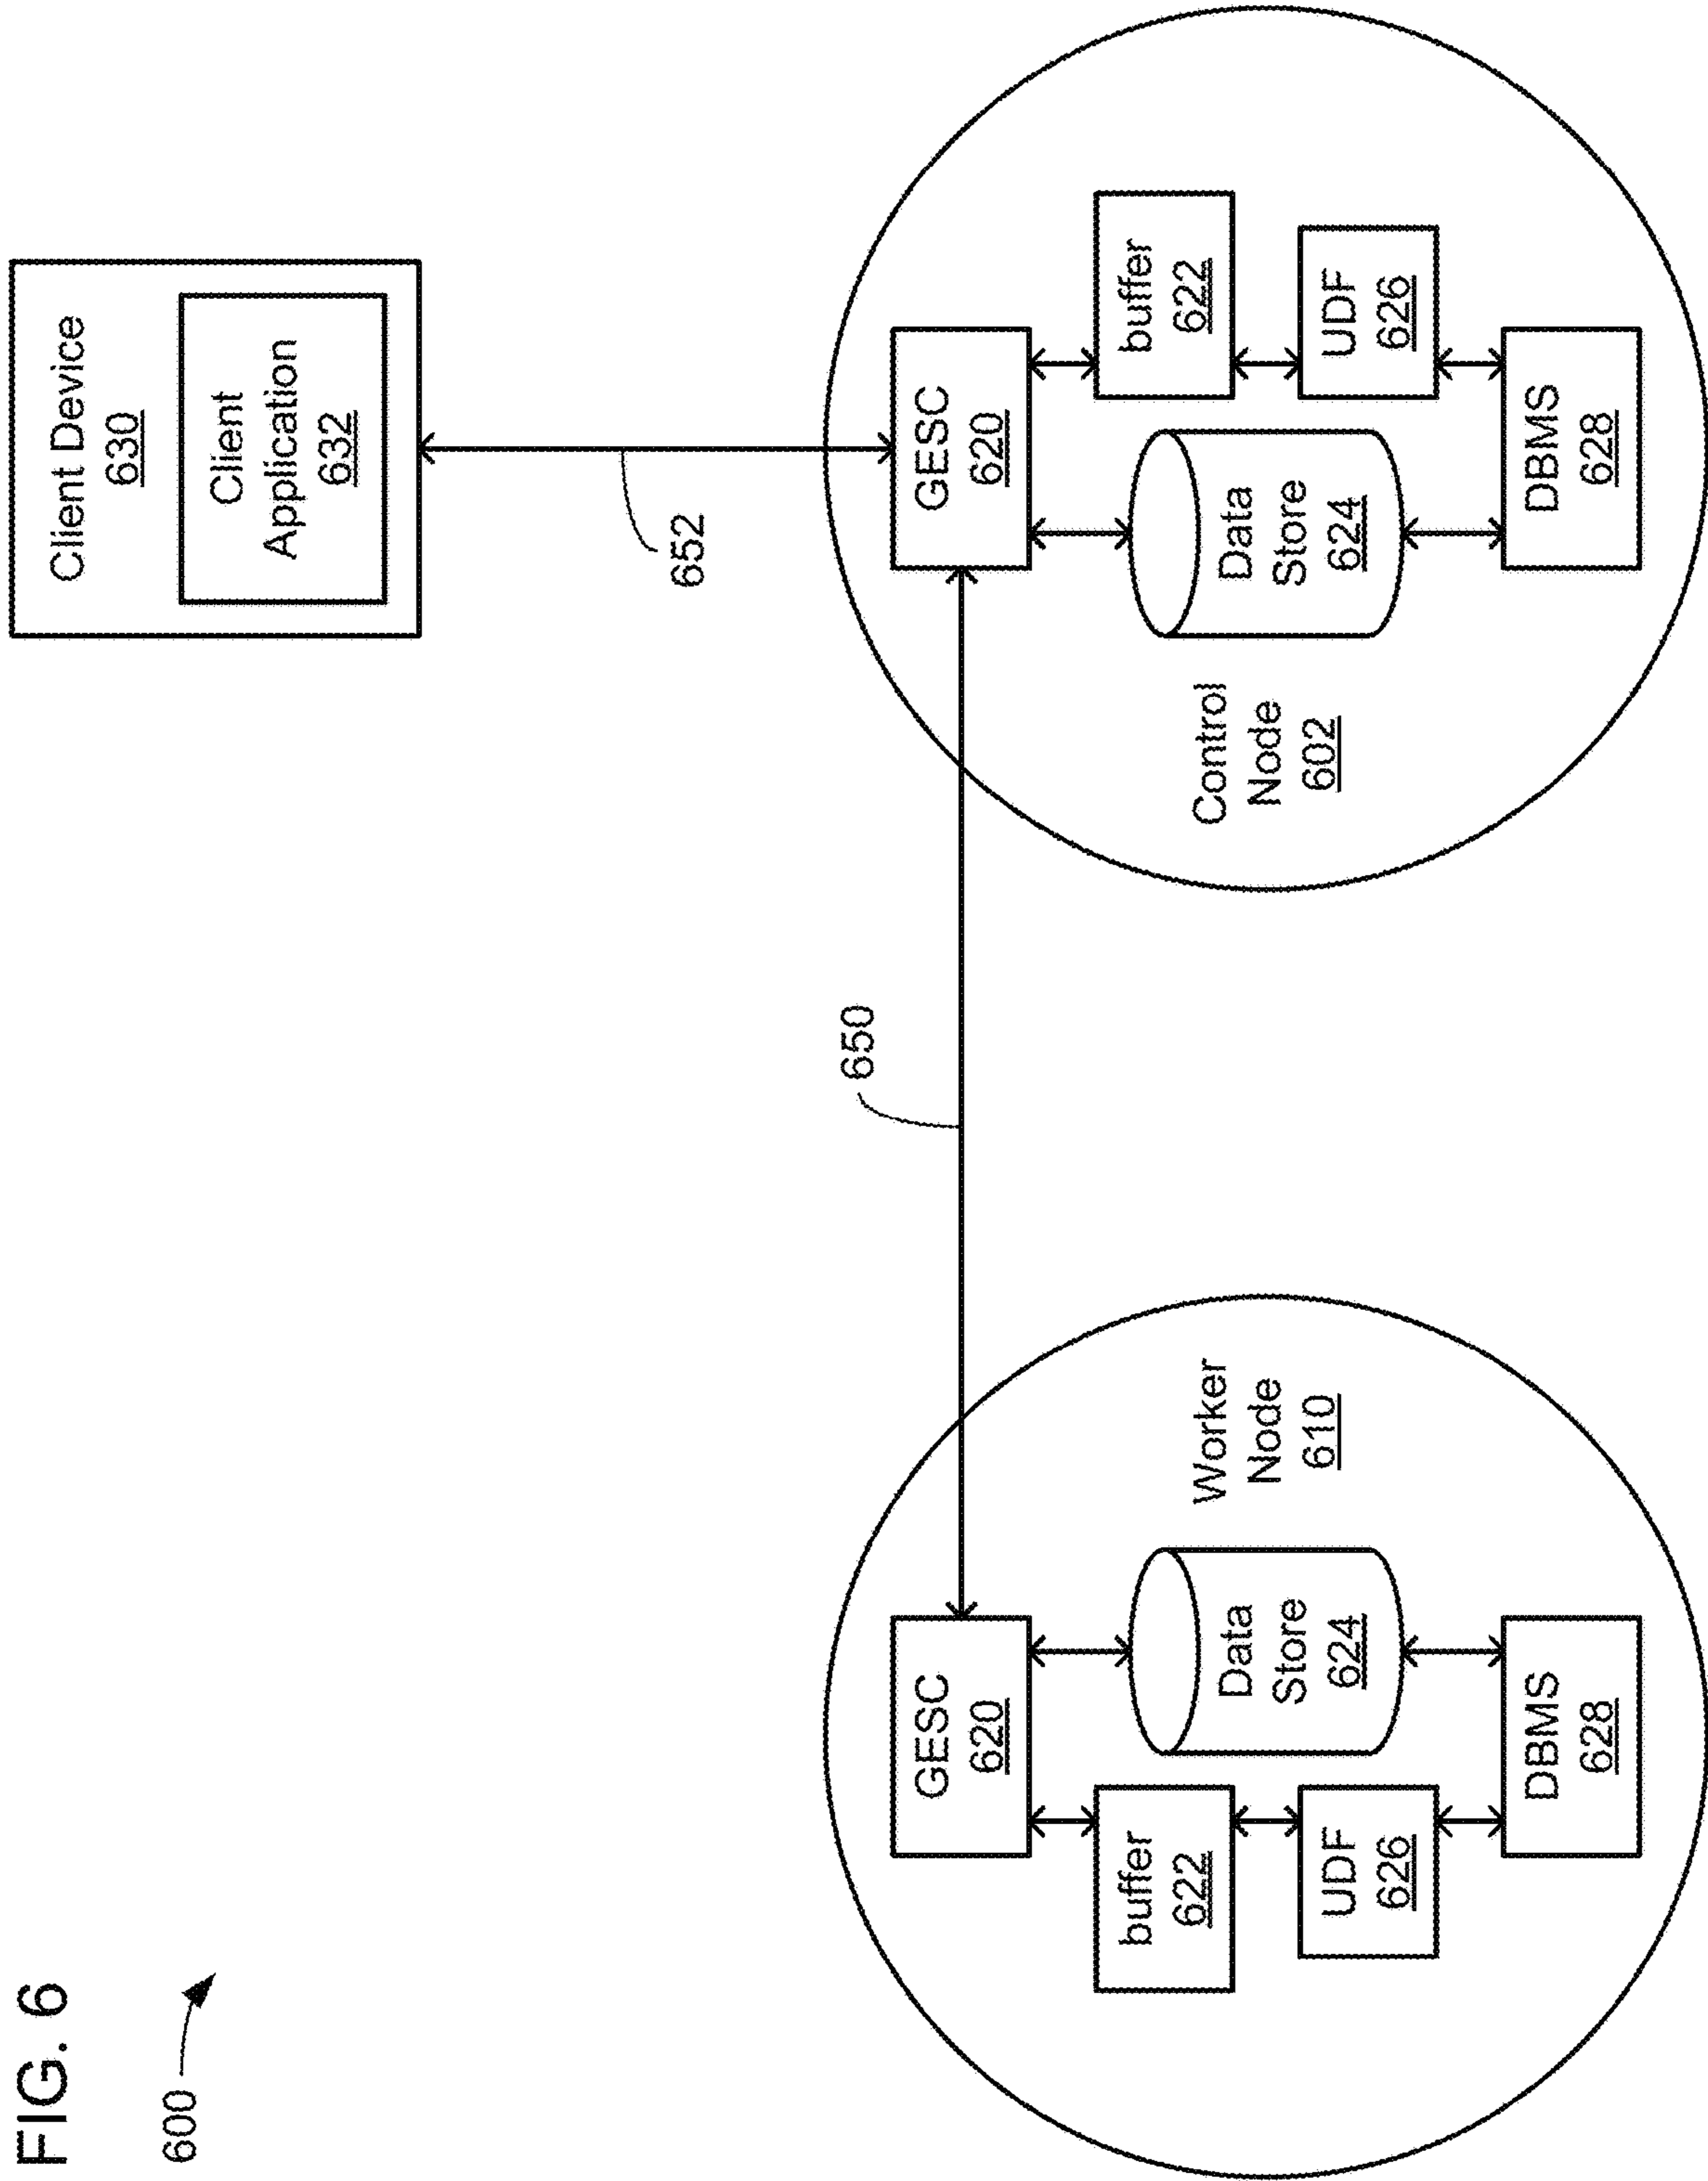 FIG. 6
600
Client Device
630
Client
Application
632
652
650
GESC
620
buffer
622
Data
Store
624
UDF
626
DBMS
628
Worker
Node
610
GESC
620
Data
Store
624
buffer
622
UDF
626
DBMS
628
Control
Node
602